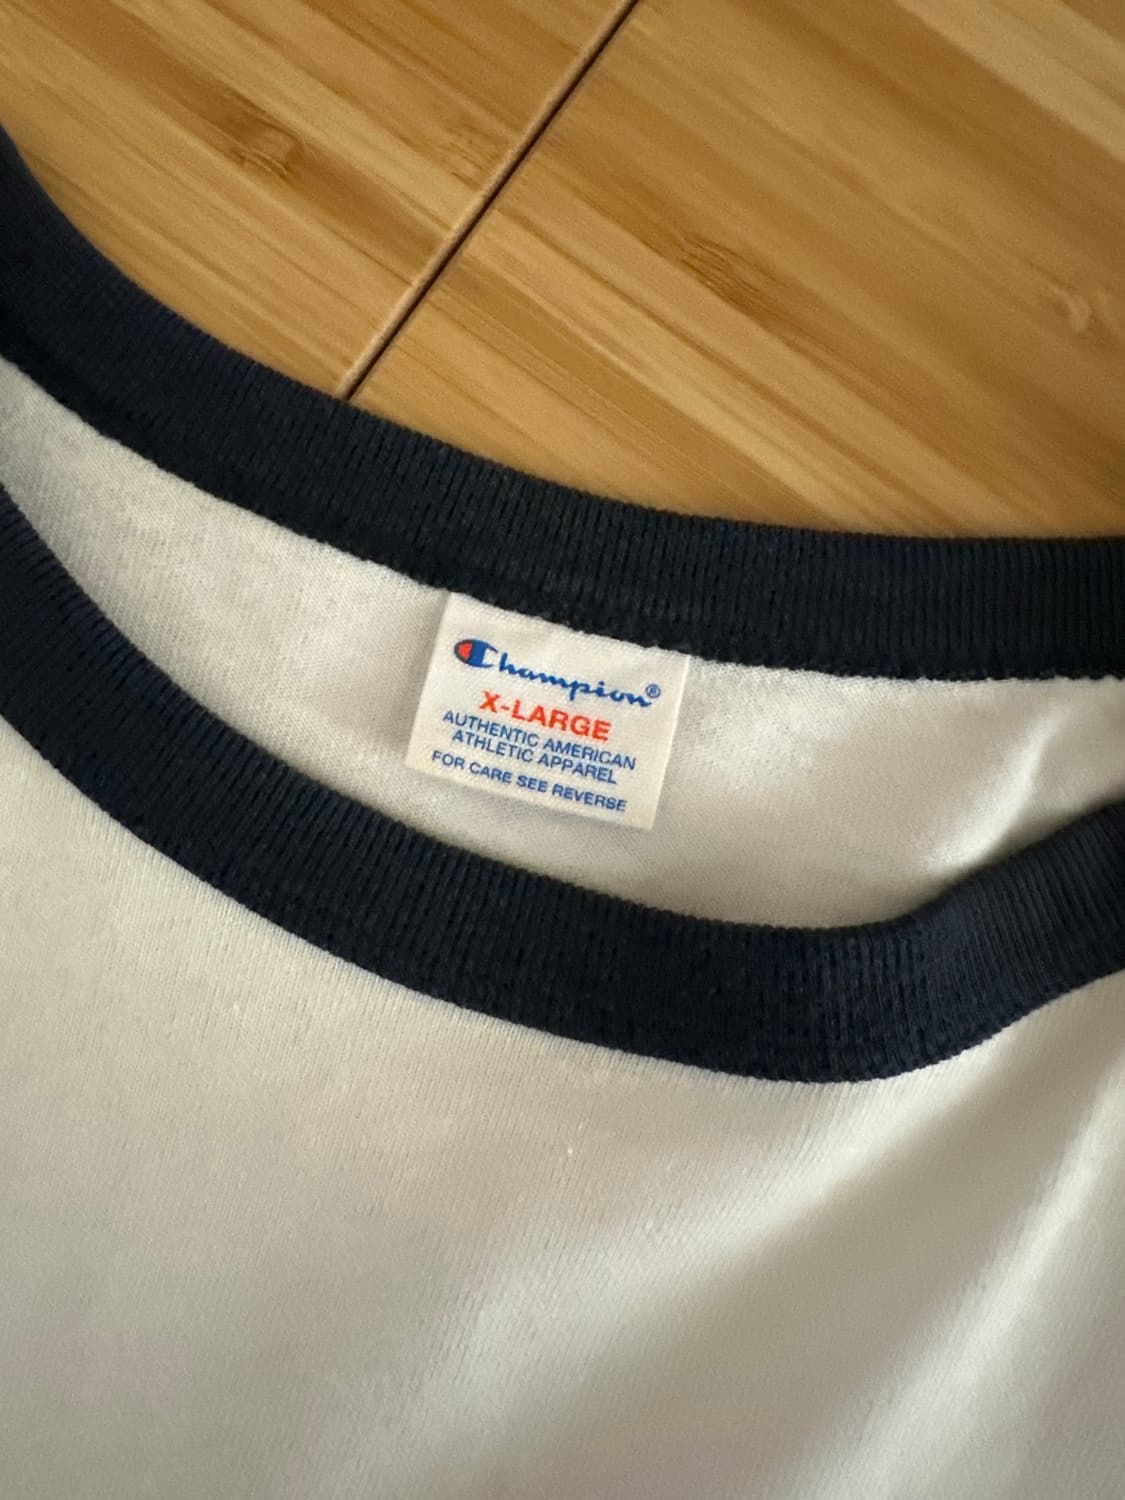 Champion®
X-LARGE
AUTHENTIC AMERICAN
ATHLETIC APPAREL
FOR CARE SEE REVERSE